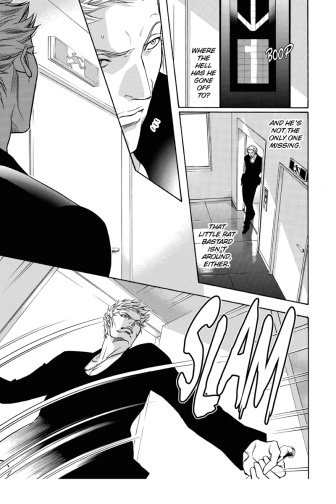 1
BOOP
WHERE
THE
HELL
HAS HE
GONE
OFF
TO?
AND HE'S
NOT THE
ONLY ONE
MISSING.
THAT
LITTLE RAT
BASTARD
ISN'T
AROUND,
EITHER.
SLAM